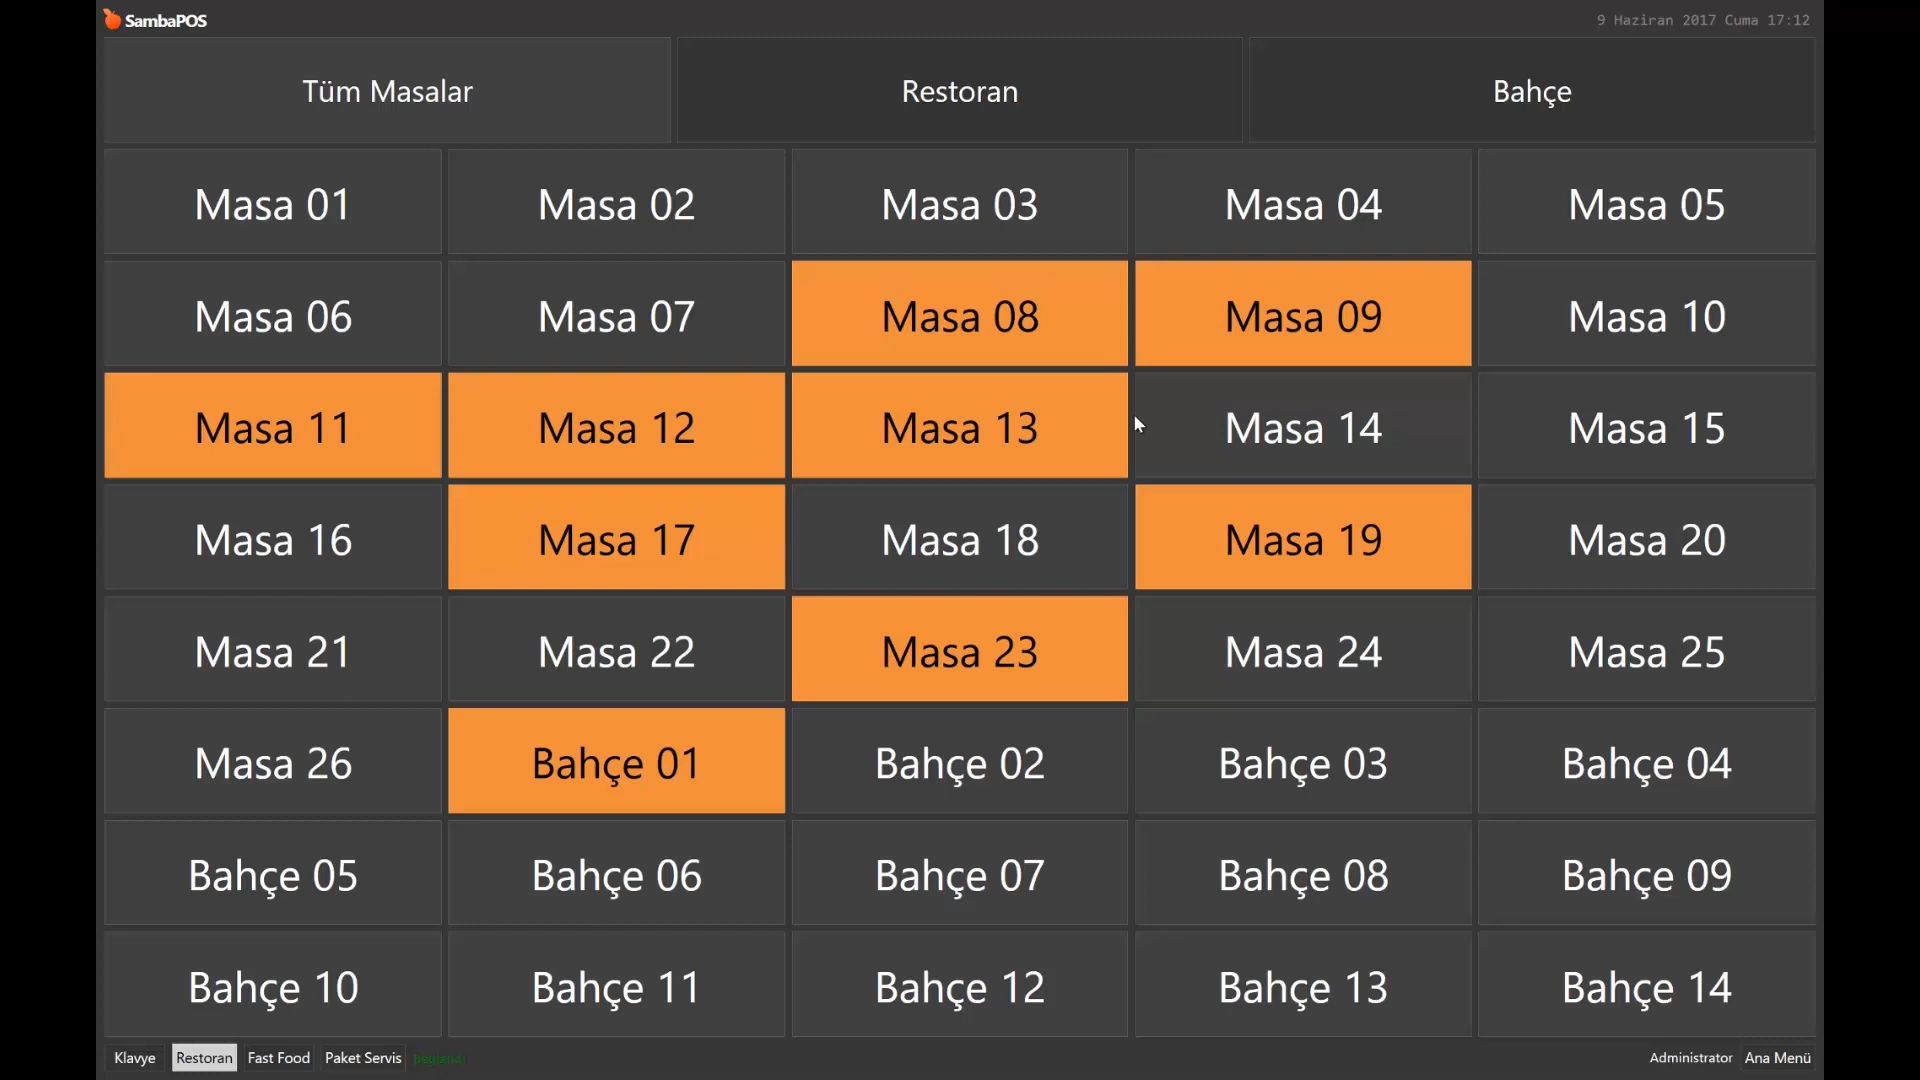 SambaPOS
9 Haziran 2017 Cuma 17:12
Tüm Masalar
Restoran
Bahçe
Masa 01
Masa 02
Masa 03
Masa 04
Masa 05
Masa 06
Masa 07
Masa 08
Masa 09
Masa 10
Masa 11
Masa 12
Masa 13
Masa 14
Masa 15
Masa 16
Masa 17
Masa 18
Masa 19
Masa 20
Masa 21
Masa 22
Masa 23
Masa 24
Masa 25
Masa 26
Bahçe 01
Bahçe 02
Bahçe 03
Bahçe 04
Bahçe 05
Bahçe 06
Bahçe 07
Bahçe 08
Bahçe 09
Bahçe 10
Bahçe 11
Bahçe 12
Bahçe 13
Bahçe 14
Klavye
Restoran
Fast Food
Paket Servis
Administrator
Ana Menü